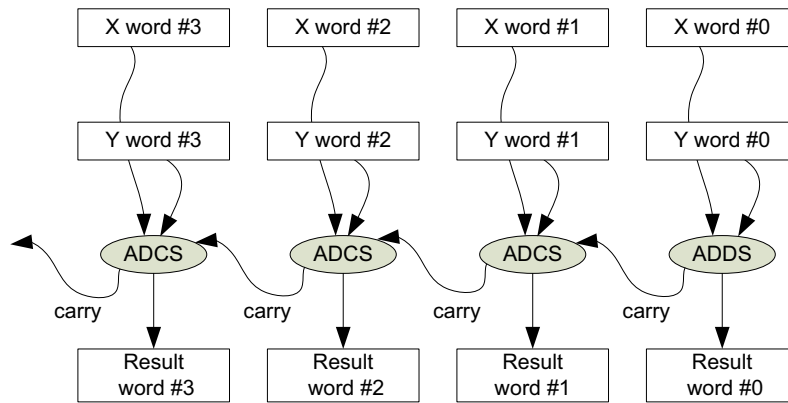 X word #3
X word #2
X word #1
X word #0
Y word #3
Y word #2
Y word #1
Y word #0
ADCS
ADCS
ADCS
ADDS
carry
carry
carry
carry
Result
word #3
Result
word #2
Result
word #1
Result
word #0